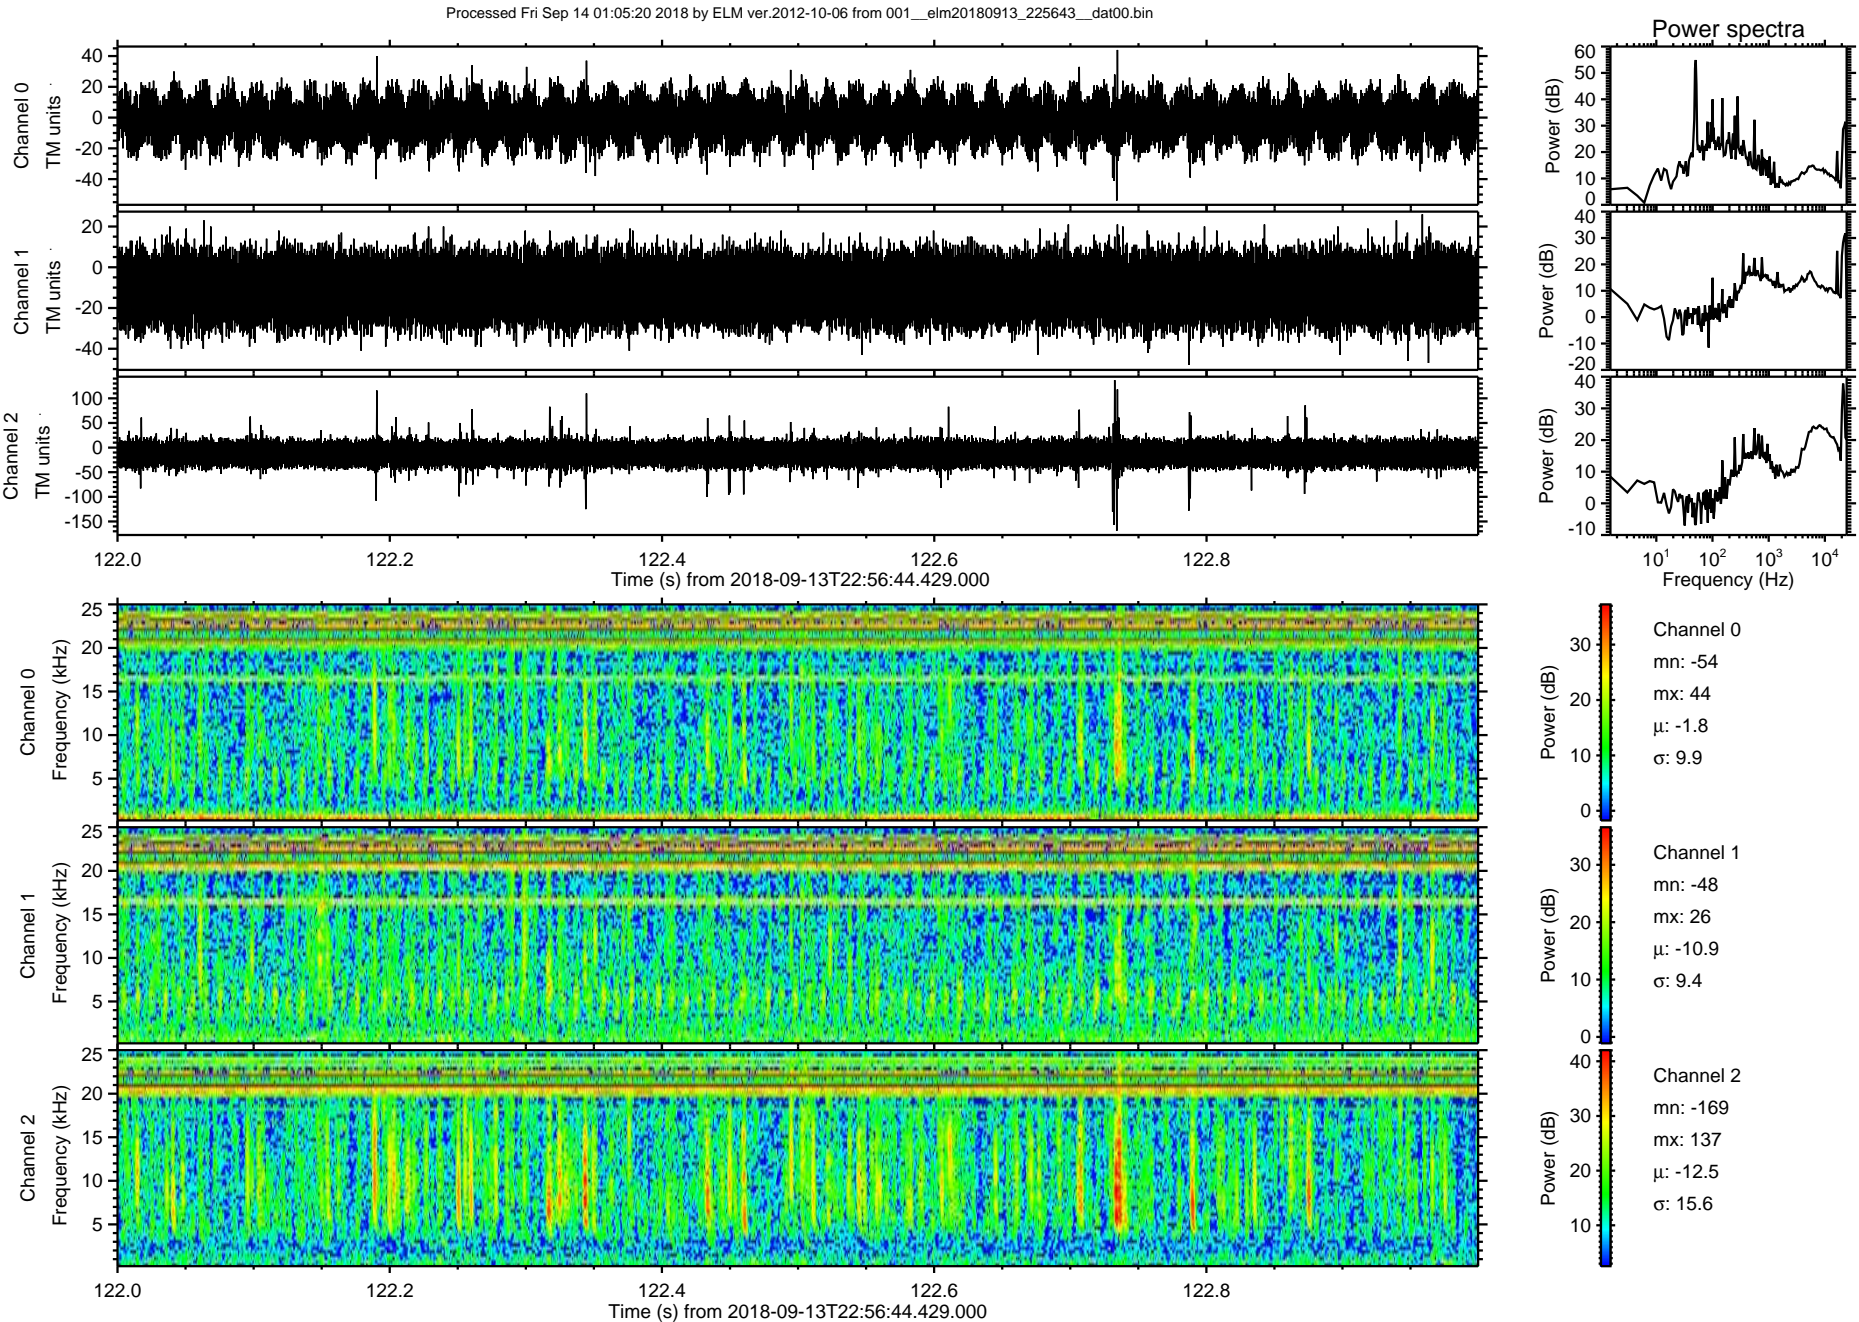 Processed Fri Sep 14 01:05:20 2018 by ELM ver.2012-10-06 from 001__elm20180913_225643__dat00.bin
Power spectra
Channel 0
TM units
40
20
0
-20
-40
Power (dB)
60
50
40
30
20
10
0
Channel 1
TM units
20
0
-20
-40
Power (dB)
40
30
20
10
0
-10
-20
Channel 2
TM units
100
50
0
-50
-100
-150
Power (dB)
40
30
20
10
0
-10
122.0 122.2 122.4 122.6 122.8
Time (s) from 2018-09-13T22:56:44.429.000
10^1 10^2 10^3 10^4
Frequency (Hz)
Channel 0
Frequency (kHz)
25
20
15
10
5
Power (dB)
30
20
10
0
Channel 0
mn: -54
mx: 44
µ: -1.8
σ: 9.9
Channel 1
Frequency (kHz)
25
20
15
10
5
Power (dB)
30
20
10
0
Channel 1
mn: -48
mx: 26
µ: -10.9
σ: 9.4
Channel 2
Frequency (kHz)
25
20
15
10
5
Power (dB)
40
30
20
10
Channel 2
mn: -169
mx: 137
µ: -12.5
σ: 15.6
122.0 122.2 122.4 122.6 122.8
Time (s) from 2018-09-13T22:56:44.429.000